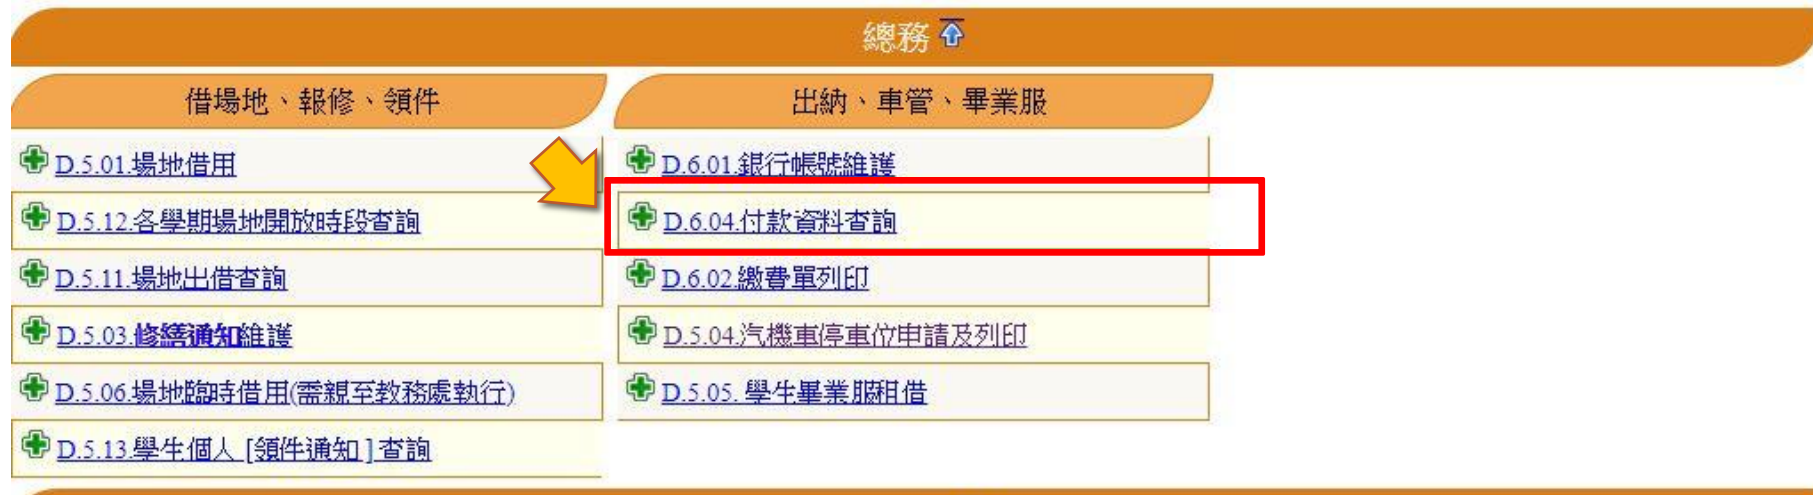 總務
借場地、報修、領件
出納、車管、畢業服
D.5.01.場地借用
D.6.01.銀行帳號維護
D.5.12.各學期場地開放時段查詢
D.6.04.付款資料查詢
D.5.11.場地出借查詢
D.6.02.繳費單列印
D.5.03.修繕通知維護
D.5.04.汽機車停車位申請及列印
D.5.06.場地臨時借用(需親至教務處執行)
D.5.05. 學生畢業服租借
D.5.13.學生個人 [領件通知 ] 查詢